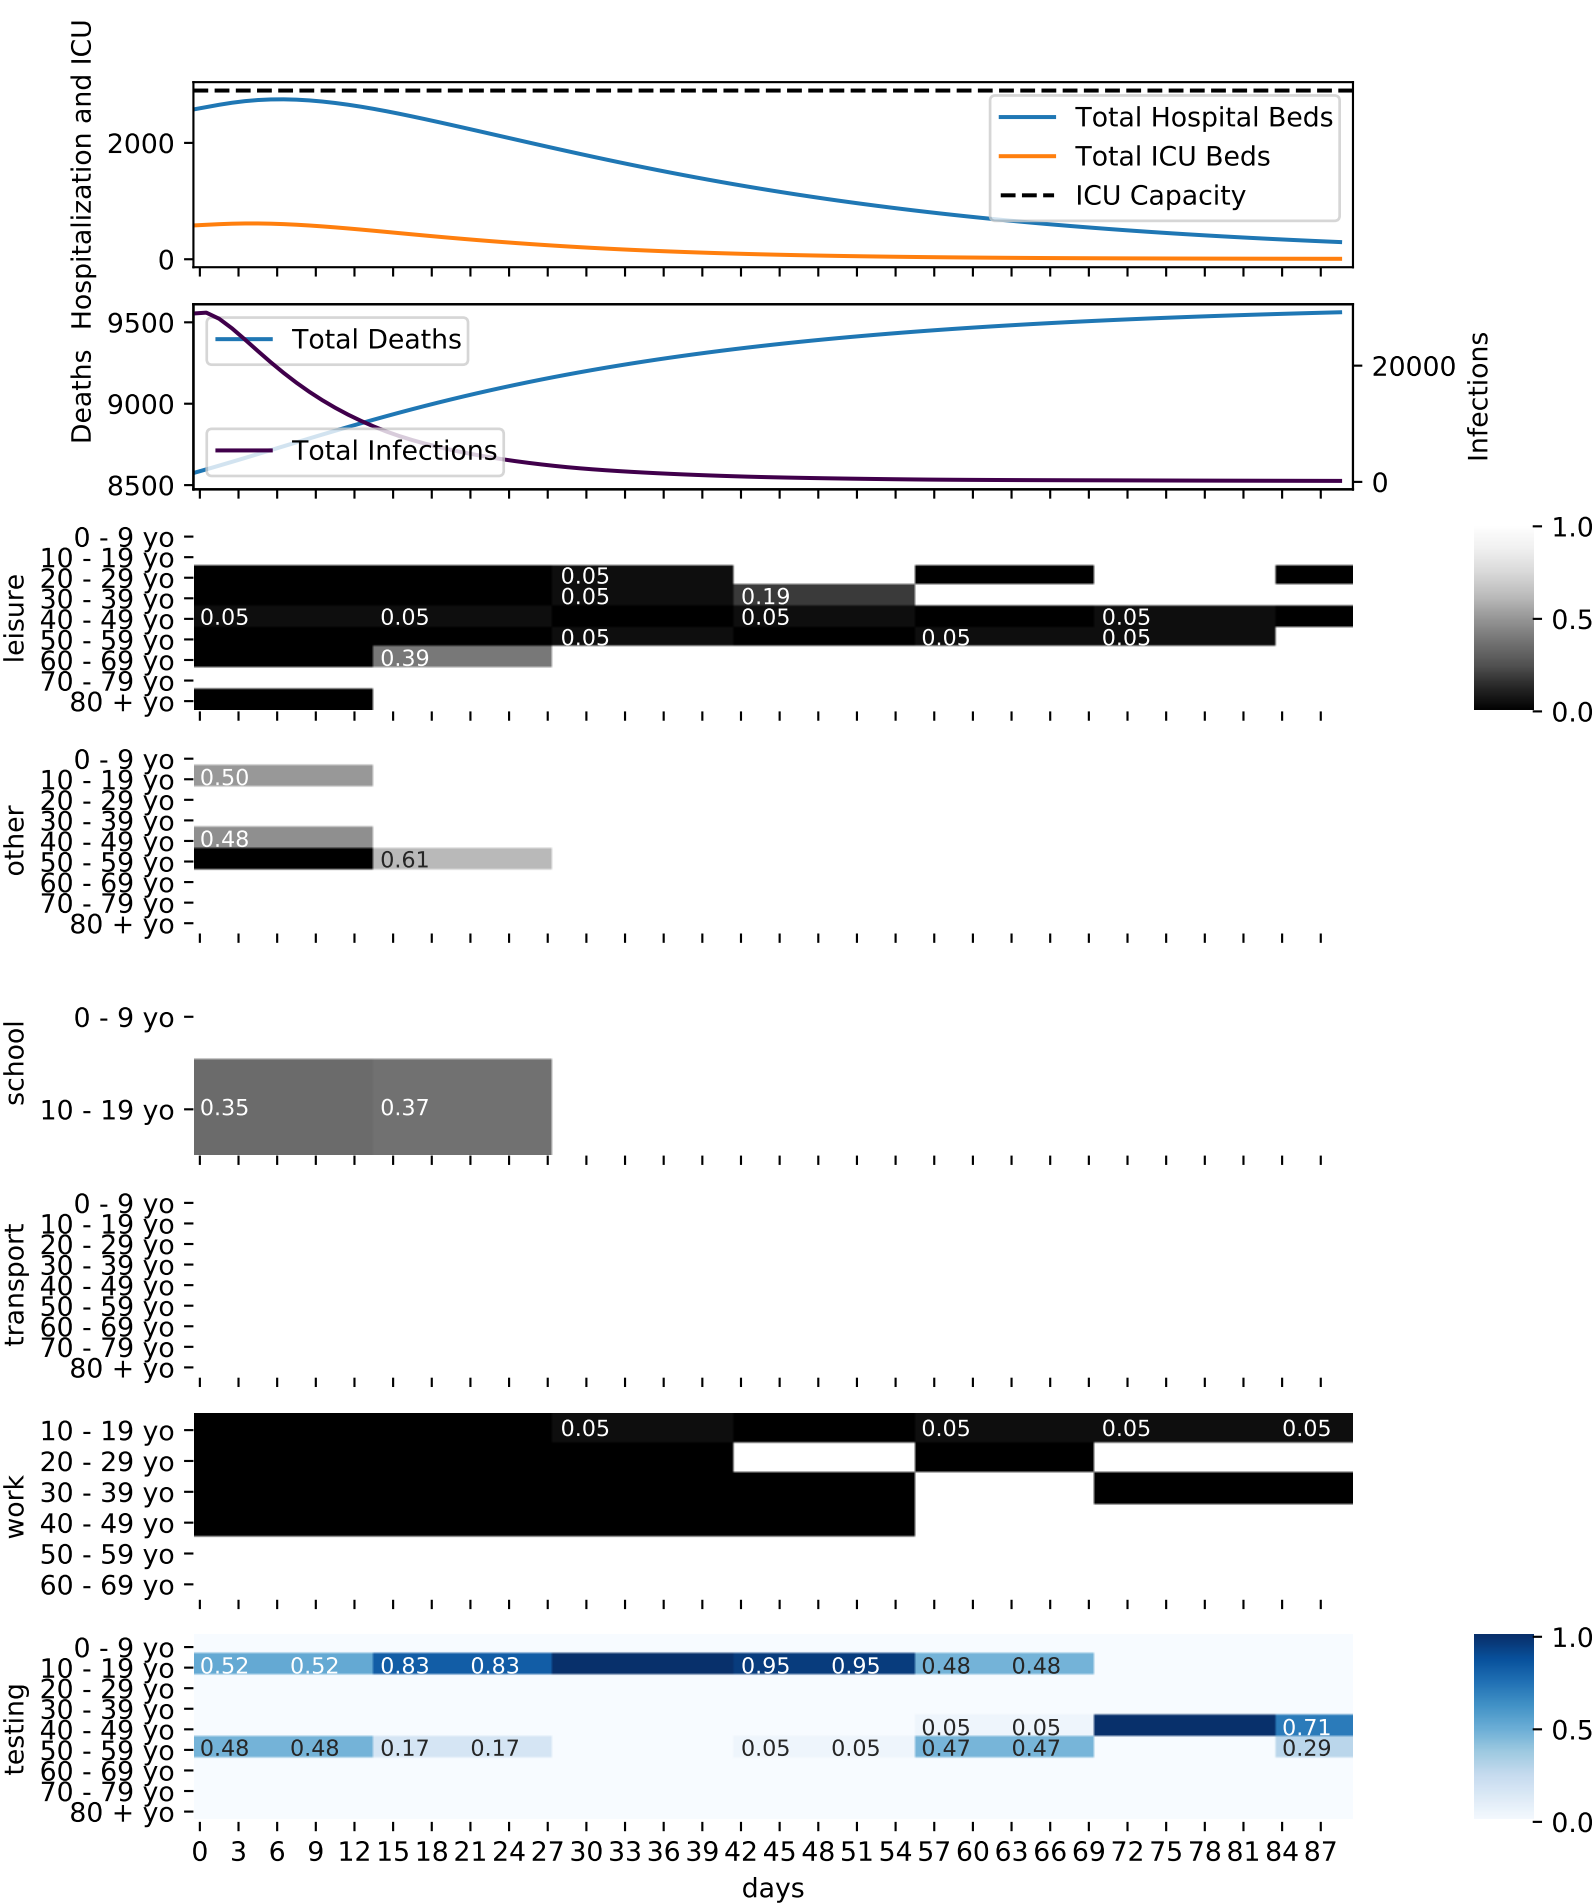 Hospitalization and ICU
2000
0
Total Hospital Beds
Total ICU Beds
ICU Capacity
Deaths
9500
9000
8500
Total Deaths
Total Infections
20000
0
Infections
leisure
0 - 9 yo
10 - 19 yo
20 - 29 yo
30 - 39 yo
40 - 49 yo
50 - 59 yo
60 - 69 yo
70 - 79 yo
80 + yo
0.05
0.05 0.19
0.05 0.05 0.05 0.05
0.05 0.05 0.05
0.39
1.0
0.5
0.0
other
0 - 9 yo
10 - 19 yo
20 - 29 yo
30 - 39 yo
40 - 49 yo
50 - 59 yo
60 - 69 yo
70 - 79 yo
80 + yo
0.50
0.48
0.61
school
0 - 9 yo
10 - 19 yo
0.35 0.37
transport
0 - 9 yo
10 - 19 yo
20 - 29 yo
30 - 39 yo
40 - 49 yo
50 - 59 yo
60 - 69 yo
70 - 79 yo
80 + yo
work
10 - 19 yo
20 - 29 yo
30 - 39 yo
40 - 49 yo
50 - 59 yo
60 - 69 yo
0.05 0.05 0.05 0.05
testing
0 - 9 yo
10 - 19 yo
20 - 29 yo
30 - 39 yo
40 - 49 yo
50 - 59 yo
60 - 69 yo
70 - 79 yo
80 + yo
0.52 0.52 0.83 0.83 0.95 0.95 0.48 0.48
0.05 0.05 0.71
0.48 0.48 0.17 0.17 0.05 0.05 0.47 0.47 0.29
1.0
0.5
0.0
0 3 6 9 12 15 18 21 24 27 30 33 36 39 42 45 48 51 54 57 60 63 66 69 72 75 78 81 84 87
days